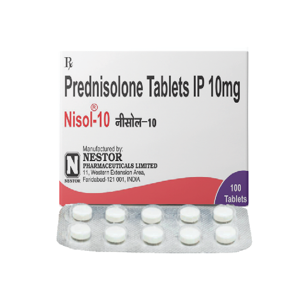 Rx
Prednisolone Tablets IP 10mg
Nisol®-10 नीसोल-10
N
NESTOR
Manufactured by:
NESTOR
PHARMACEUTICALS LIMITED
11, Western Extension Area,
Faridabad-121 001, INDIA
100
Tablets